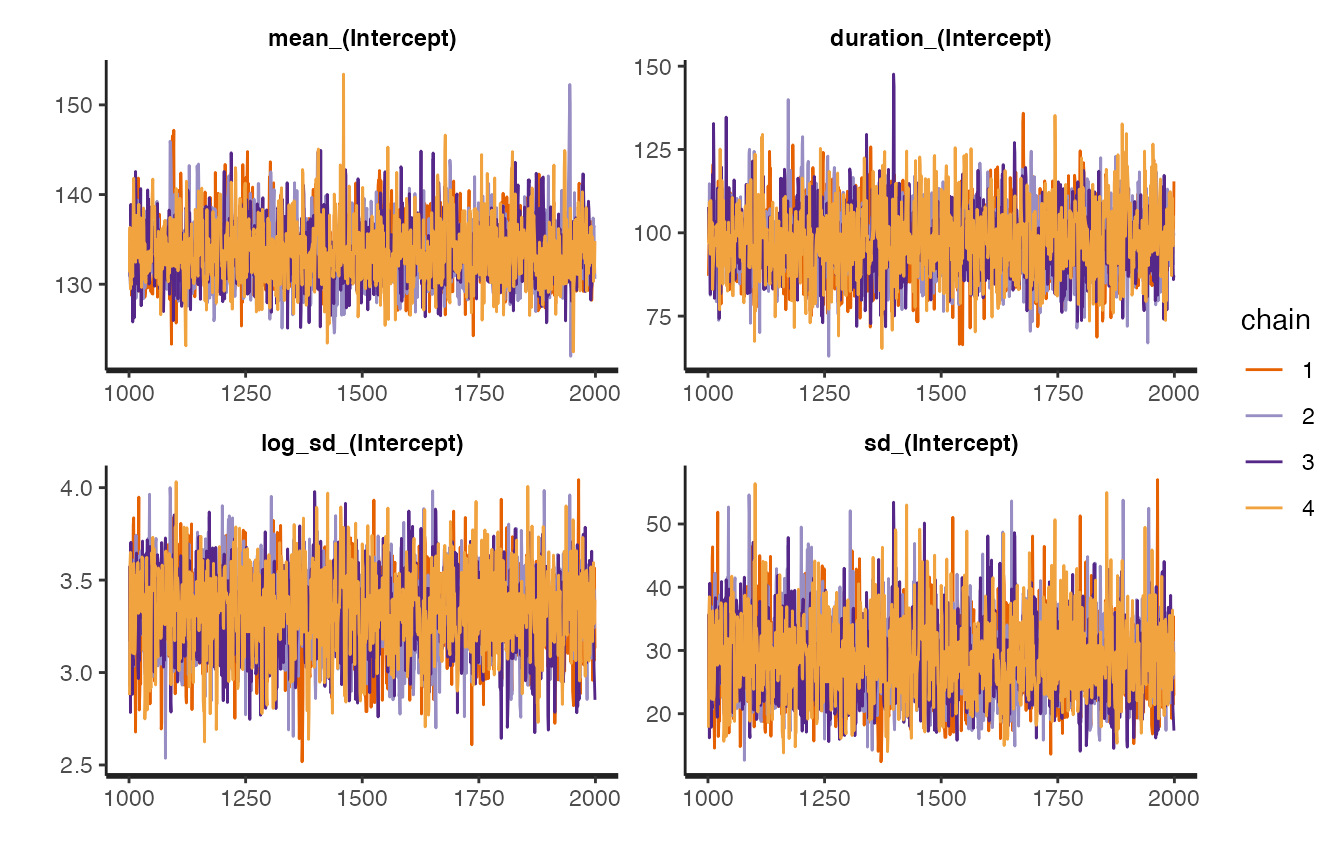 mean_(Intercept)
150
140
130
1000 1250 1500 1750 2000
duration_(Intercept)
150
125
100
75
1000 1250 1500 1750 2000
log_sd_(Intercept)
4.0
3.5
3.0
2.5
1000 1250 1500 1750 2000
sd_(Intercept)
50
40
30
20
1000 1250 1500 1750 2000
chain
1
2
3
4